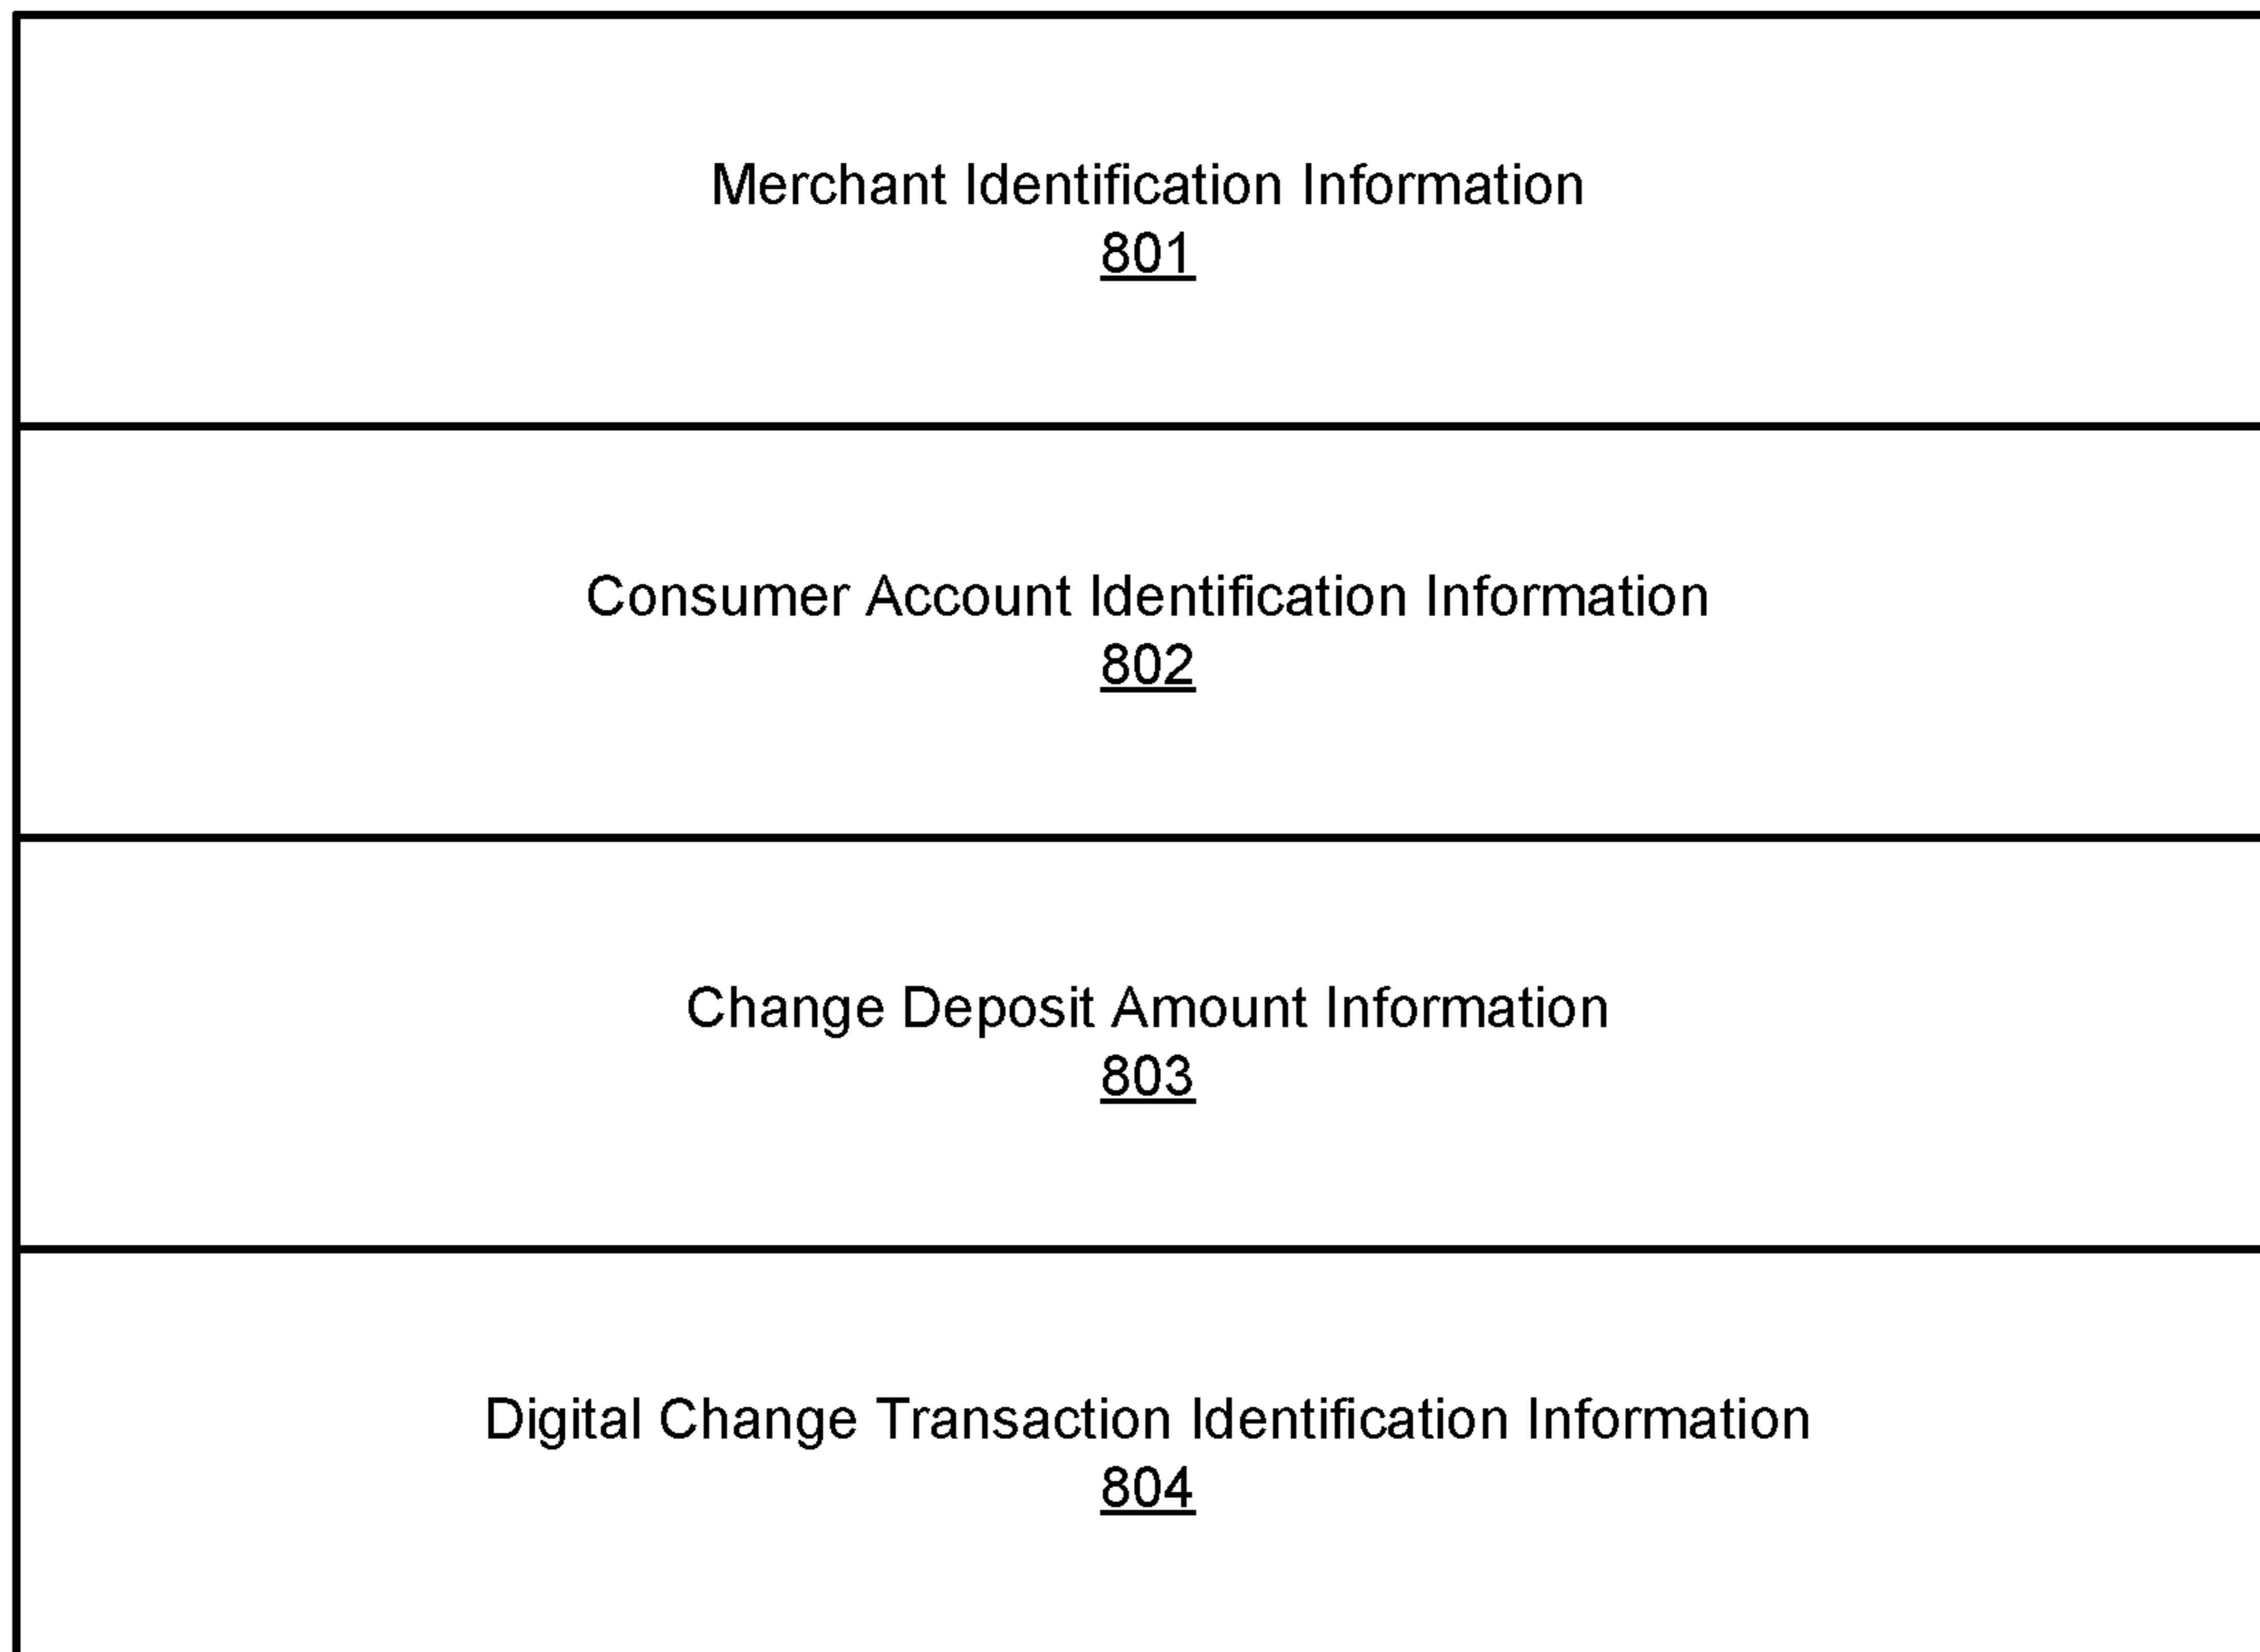 Merchant Identification Information
801
Consumer Account Identification Information
802
Change Deposit Amount Information
803
Digital Change Transaction Identification Information
804